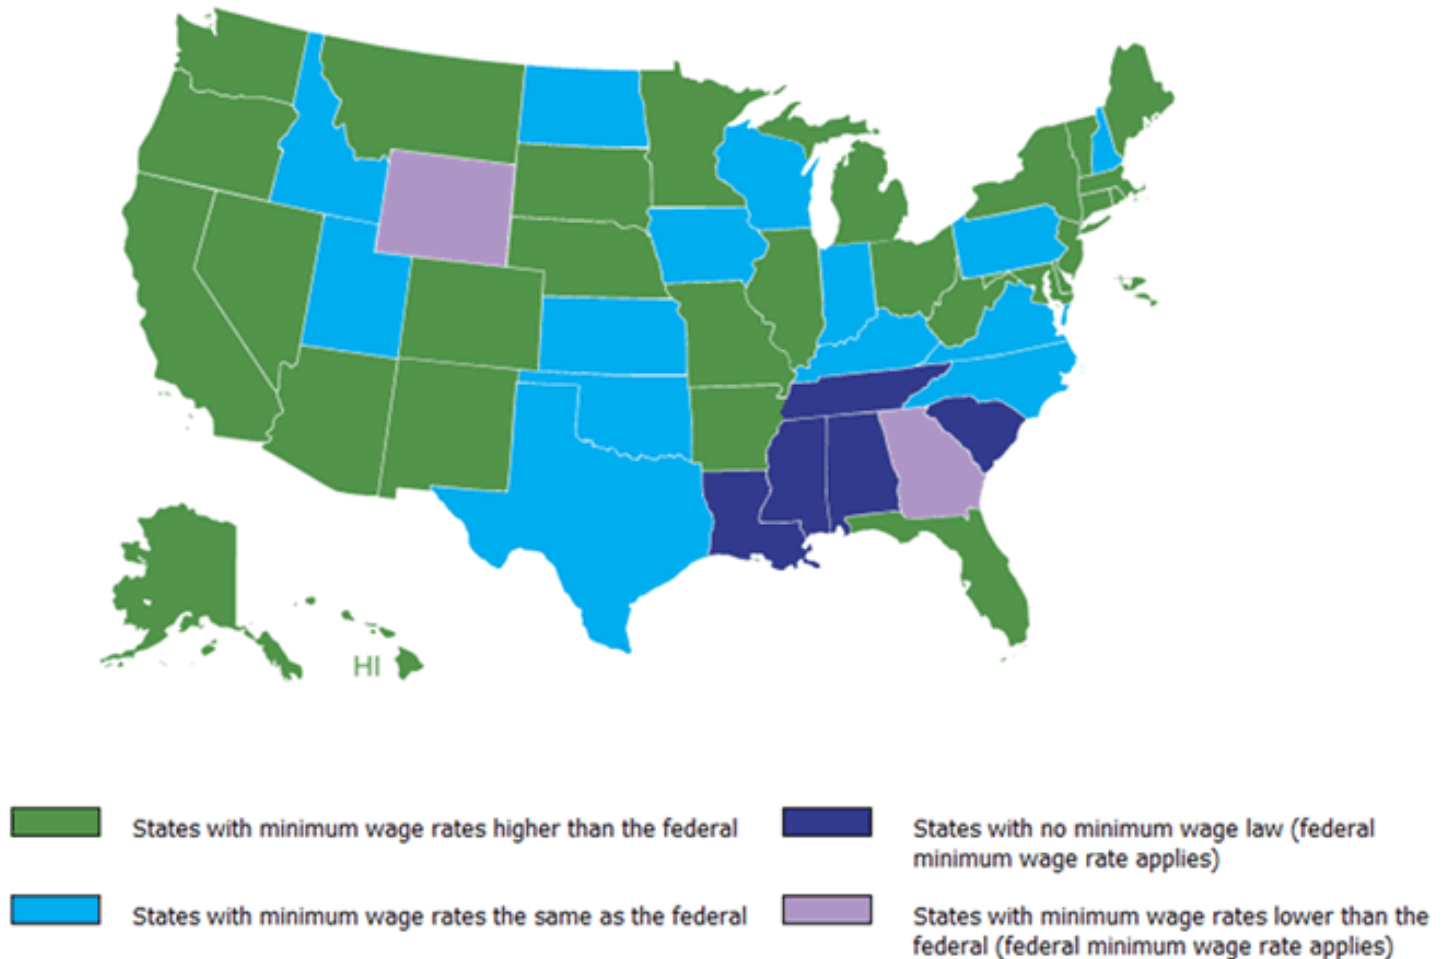 HI
States with minimum wage rates higher than the federal
States with no minimum wage law (federal
minimum wage rate applies)
States with minimum wage rates the same as the federal
States with minimum wage rates lower than the
federal (federal minimum wage rate applies)